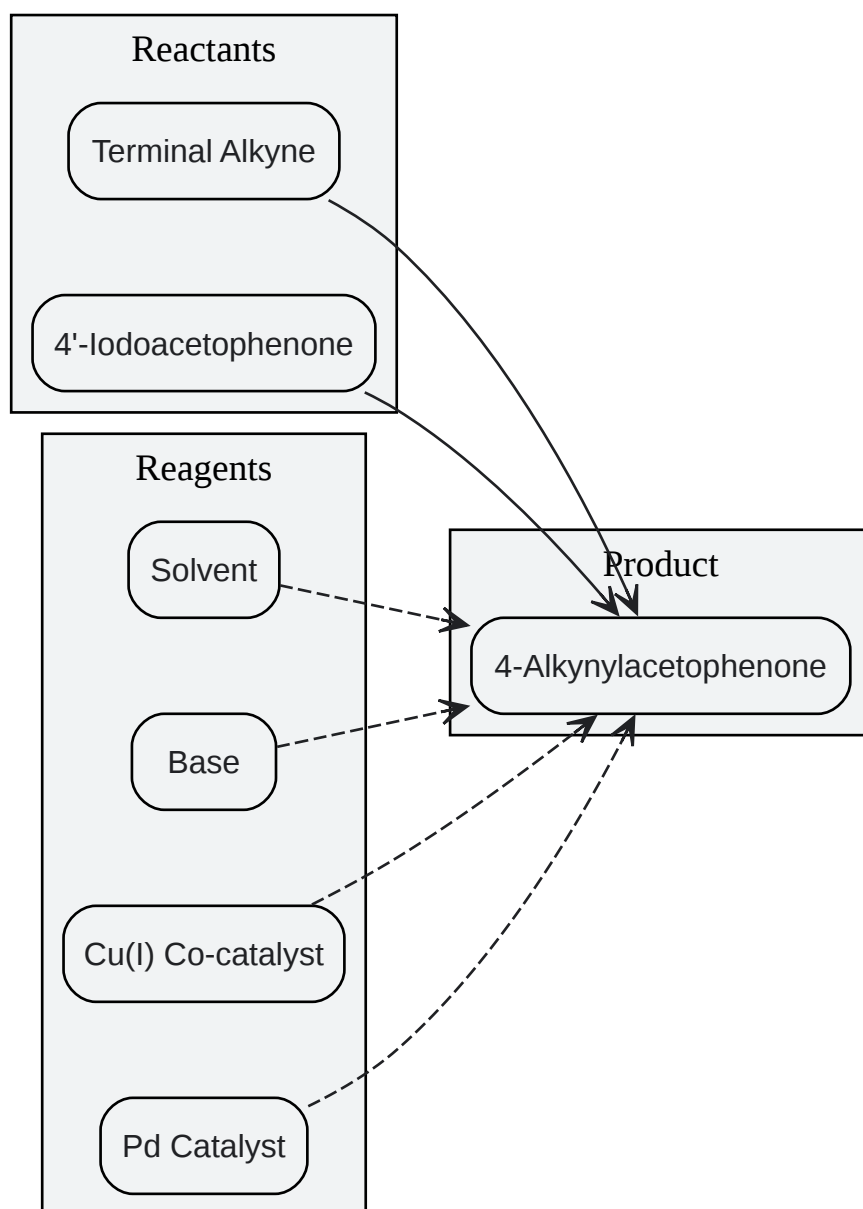 Reactants
Terminal Alkyne
4'-Iodoacetophenone
Reagents
Solvent
Base
Cu(I) Co-catalyst
Pd Catalyst
Product
4-Alkynylacetophenone